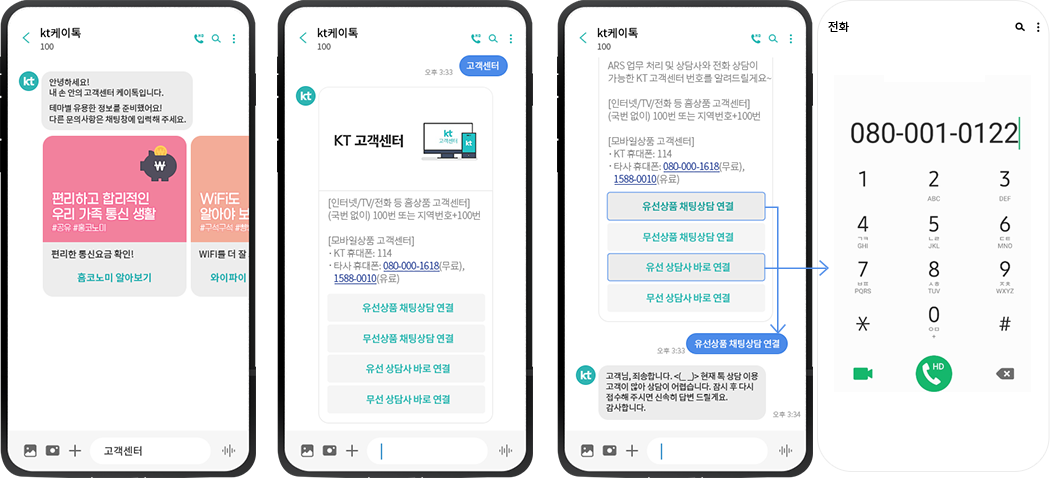 kt케이톡
100
kt
안녕하세요!
내 손 안의 고객센터 케이톡입니다.
테마별 유용한 정보를 준비했어요!
다른 문의사항은 채팅창에 입력해 주세요.
₩
편리하고 합리적인
우리 가족 통신 생활
#공유 #홈코노미
편리한 통신요금 확인!
홈코노미 알아보기
WiFi도
알아야 보
#구석구석 #빵
WIFI를 더 잘
와이파이
고객센터
kt케이톡
100
오후 3:33
고객센터
kt
KT 고객센터
kt
고객센터
kt
[인터넷/TV/전화 등 홈상품 고객센터]
(국번 없이) 100번 또는 지역번호+100번
[모바일상품 고객센터]
· KT 휴대폰: 114
· 타사 휴대폰: 080-000-1618(무료),
1588-0010(유료)
유선상품 채팅상담 연결
무선상품 채팅상담 연결
유선 상담사 바로 연결
무선 상담사 바로 연결
kt케이톡
100
ARS 업무 처리 및 상담사와 전화 상담이
가능한 KT 고객센터 번호를 알려드릴게요~
[인터넷/TV/전화 등 홈상품 고객센터]
(국번 없이) 100번 또는 지역번호+100번
[모바일상품 고객센터]
· KT 휴대폰: 114
· 타사 휴대폰: 080-000-1618(무료),
1588-0010(유료)
유선상품 채팅상담 연결
무선상품 채팅상담 연결
유선 상담사 바로 연결
무선 상담사 바로 연결
오후 3:33
유선상품 채팅상담 연결
kt
고객님, 죄송합니다. <(_ _)> 현재 톡 상담 이용
고객이 많아 상담이 어렵습니다. 잠시 후 다시
접수해 주시면 신속히 답변 드릴게요.
감사합니다.
오후 3:34
전화
080-001-0122
1 2 3
ABC DEF
4 5 6
ㄱㅋ ㄴㄹ ㄷㅌ
GHI JKL MNO
7 8 9
ㅂㅍ ㅅㅎ ㅈㅊ
PQRS TUV WXYZ
* 0 #
ㅇㅁ
+
HD